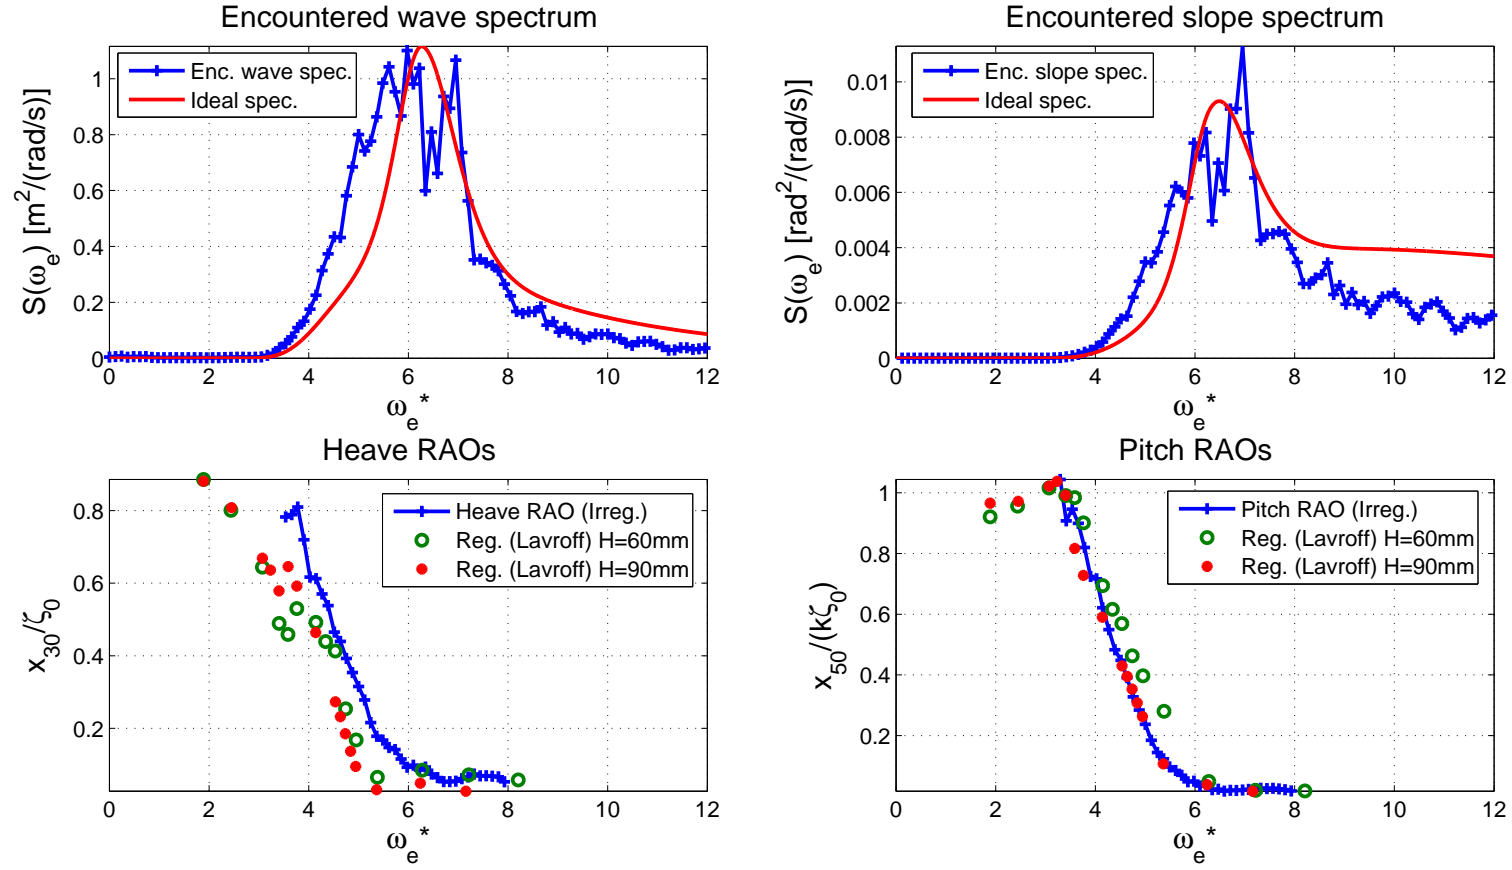 Encountered wave spectrum
Enc. wave spec.
Ideal spec.
S(ωₑ) [m²/(rad/s)]
1
0.8
0.6
0.4
0.2
0
0 2 4 6 8 10 12
ωₑ*
Encountered slope spectrum
Enc. slope spec.
Ideal spec.
S(ωₑ) [rad²/(rad/s)]
0.01
0.008
0.006
0.004
0.002
0
0 2 4 6 8 10 12
ωₑ*
Heave RAOs
Heave RAO (Irreg.)
Reg. (Lavroff) H=60mm
Reg. (Lavroff) H=90mm
x₃₀/ζ₀
0.8
0.6
0.4
0.2
0 2 4 6 8 10 12
ωₑ*
Pitch RAOs
Pitch RAO (Irreg.)
Reg. (Lavroff) H=60mm
Reg. (Lavroff) H=90mm
x₅₀/(kζ₀)
1
0.8
0.6
0.4
0.2
0 2 4 6 8 10 12
ωₑ*